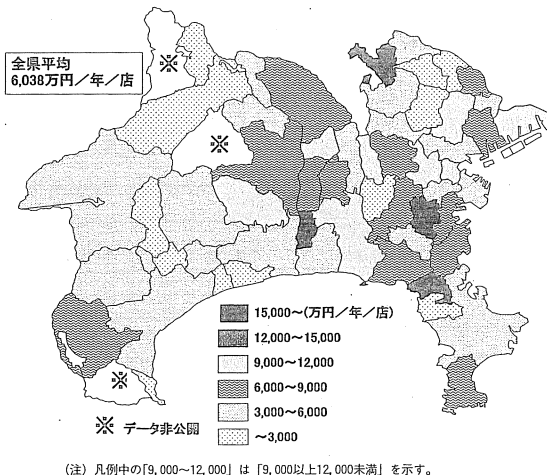 全県平均
6,038万円／年／店
※
※
※
15,000～(万円／年／店)
12,000～15,000
9,000～12,000
6,000～9,000
3,000～6,000
～3,000
※ データ非公開
(注) 凡例中の「9,000～12,000」は「9,000以上12,000未満」を示す。